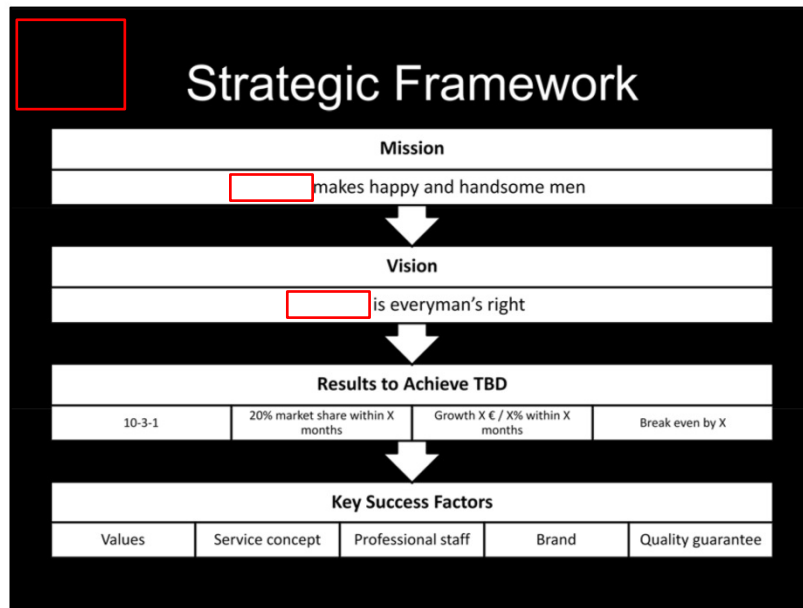 Strategic Framework
Mission
makes happy and handsome men
Vision
is everyman’s right
Results to Achieve TBD
10-3-1
20% market share within X
months
Growth X € / X% within X
months
Break even by X
Key Success Factors
Values
Service concept
Professional staff
Brand
Quality guarantee